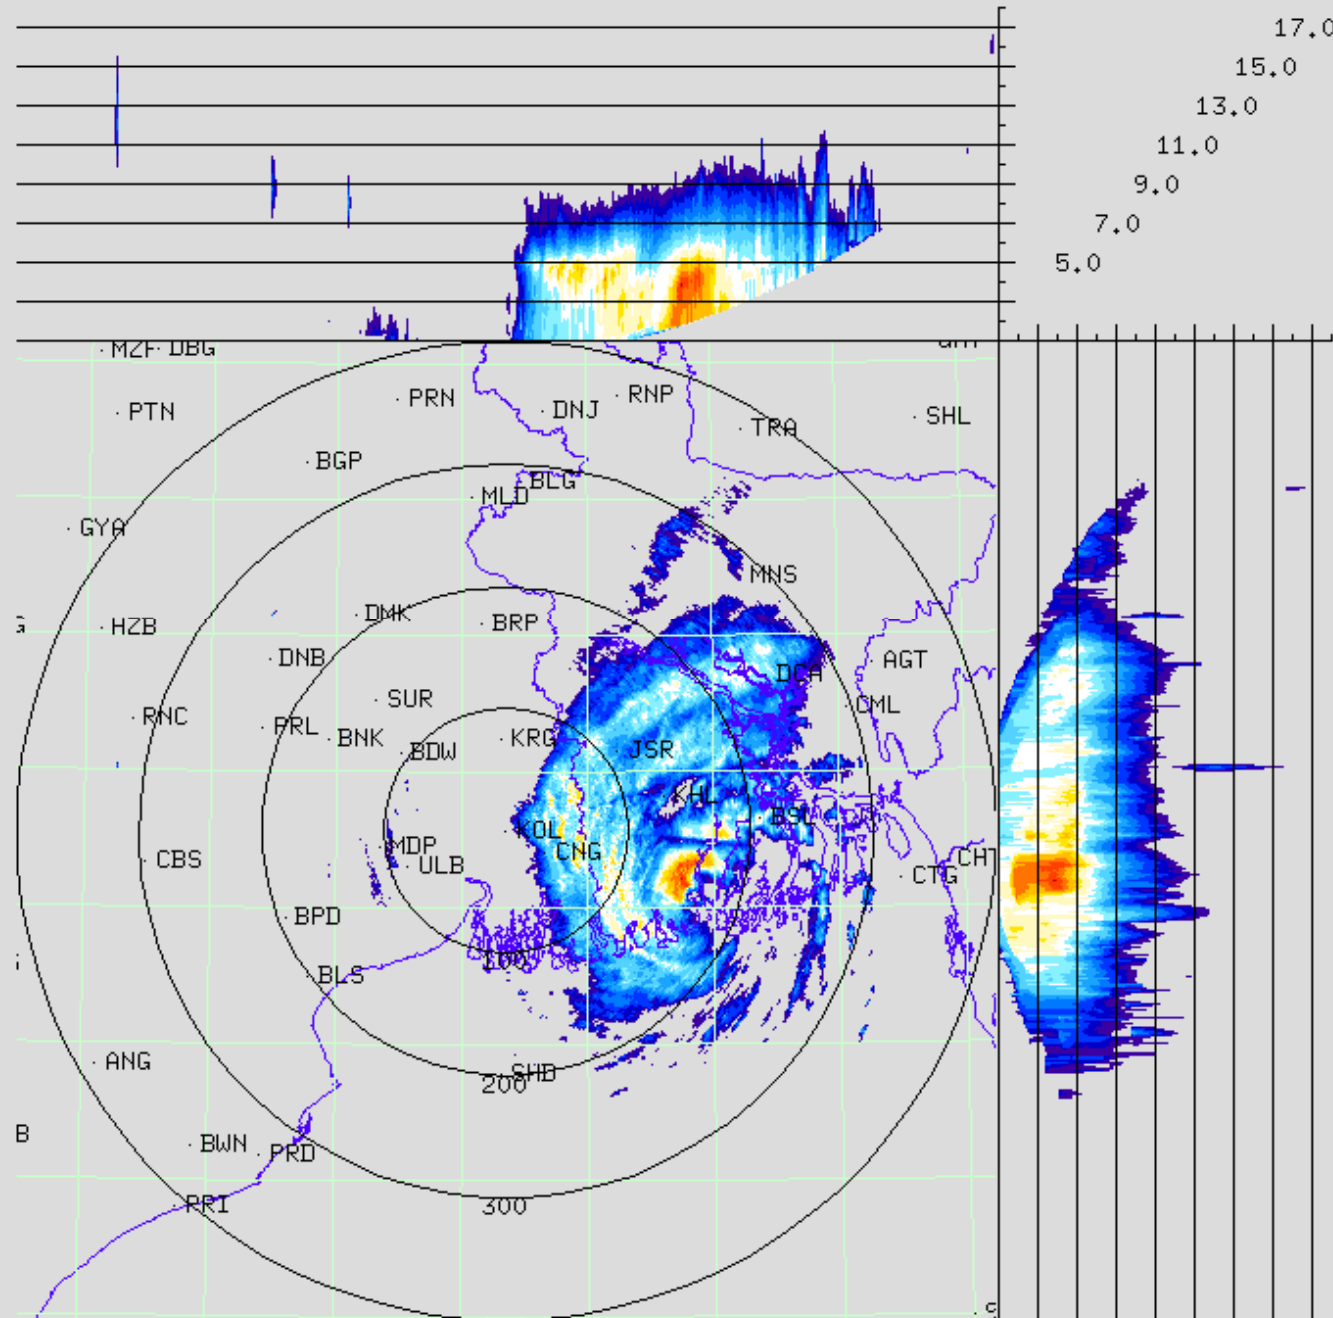 17.0
15.0
13.0
11.0
9.0
7.0
5.0
MZF DBG
PTN
PRN
DNJ
RNP
TRA
SHL
BGP
BLG
MLD
GYA
MNS
HZB
DMK
BRP
DNB
DCA
AGT
SUR
RNC
CML
PRL
BNK
BDW
KRG
JSR
KHL
BSL
KOL
MDP
CNG
ULB
CBS
CHT
CTG
BPD
100
BLS
ANG
SHD
200
B
BWN
PRD
PRI
300